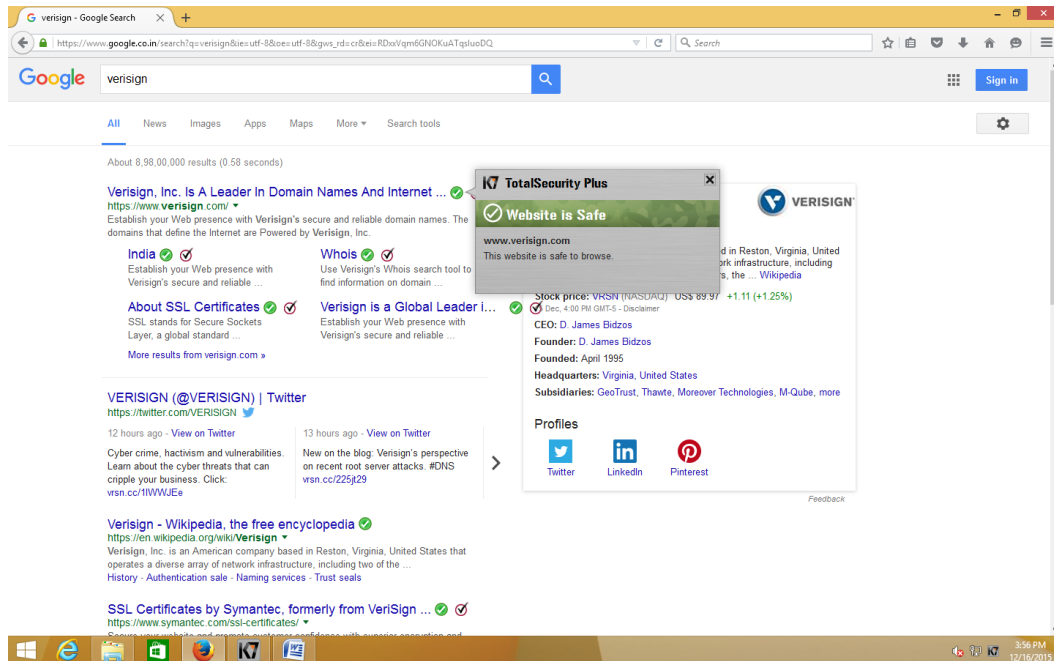 verisign - Google Search
https://www.google.co.in/search?q=verisign&ie=utf-8&oe=utf-8&gws_rd=cr&ei=RDxxVqm6GNOKuATqsluoDQ
Search
Google
verisign
Sign in
All News Images Apps Maps More Search tools
About 8,98,00,000 results (0.58 seconds)
Verisign, Inc. Is A Leader In Domain Names And Internet ...
https://www.verisign.com/
Establish your Web presence with Verisign's secure and reliable domain names. The
domains that define the Internet are Powered by Verisign, Inc.
India
Establish your Web presence with
Verisign's secure and reliable ...
Whois
Use Verisign's Whois search tool to
find information on domain ...
About SSL Certificates
SSL stands for Secure Sockets
Layer, a global standard ...
Verisign is a Global Leader i...
Establish your Web presence with
Verisign's secure and reliable ...
More results from verisign.com »
K7 TotalSecurity Plus
Website is Safe
www.verisign.com
This website is safe to browse.
VERISIGN
d in Reston, Virginia, United
rk infrastructure, including
s, the ... Wikipedia
Stock price: VRSN (NASDAQ) US$ 89.97 +1.11 (+1.25%)
Dec, 4:00 PM GMT-5 - Disclaimer
CEO: D. James Bidzos
Founder: D. James Bidzos
Founded: April 1995
Headquarters: Virginia, United States
Subsidiaries: GeoTrust, Thawte, Moreover Technologies, M-Qube, more
Profiles
Twitter LinkedIn Pinterest
Feedback
VERISIGN (@VERISIGN) | Twitter
https://twitter.com/VERISIGN
12 hours ago - View on Twitter
Cyber crime, hactivism and vulnerabilities.
Learn about the cyber threats that can
cripple your business. Click:
vrsn.cc/1IVWJEe
13 hours ago - View on Twitter
New on the blog: Verisign's perspective
on recent root server attacks. #DNS
vrsn.cc/225jt29
Verisign - Wikipedia, the free encyclopedia
https://en.wikipedia.org/wiki/Verisign
Verisign, Inc. is an American company based in Reston, Virginia, United States that
operates a diverse array of network infrastructure, including two of the ...
History - Authentication sale - Naming services - Trust seals
SSL Certificates by Symantec, formerly from VeriSign ...
https://www.symantec.com/ssl-certificates/
Secure your website and promote customer confidence with superior encryption and
K7
3:56 PM
12/16/2015